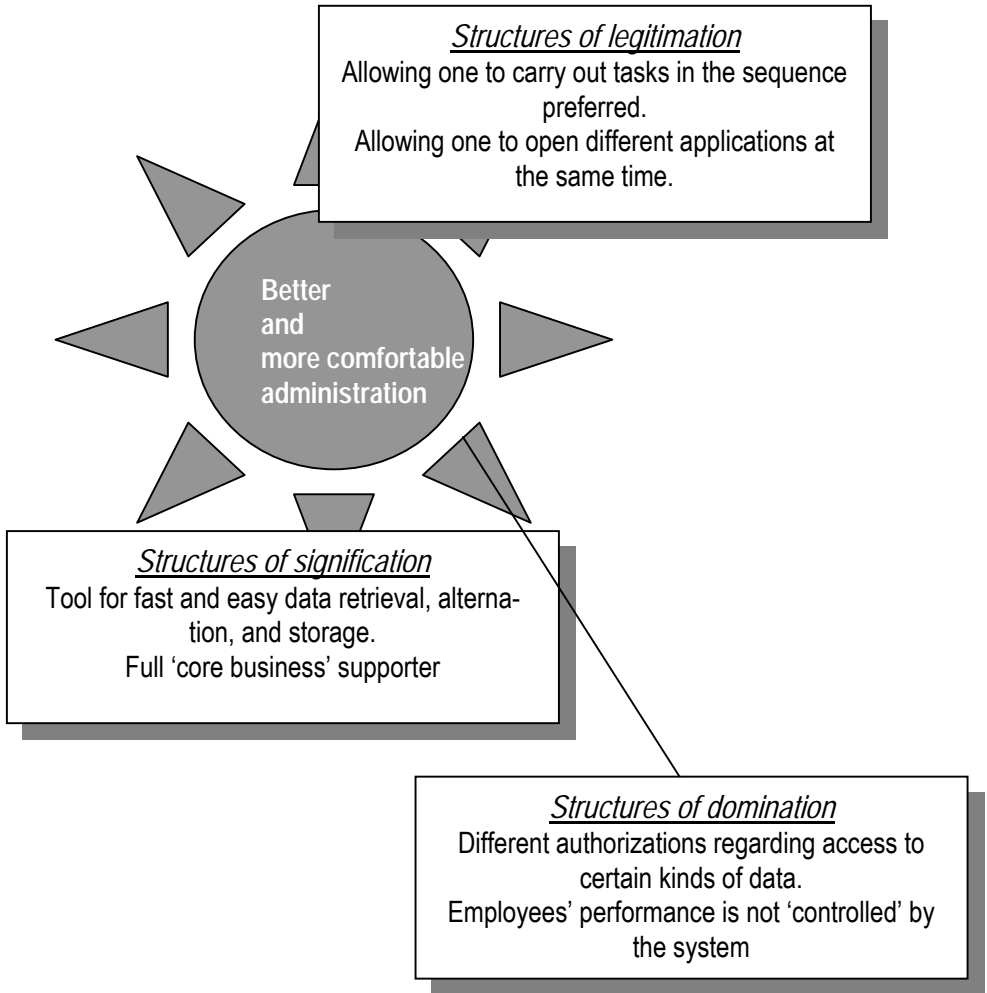 Structures of legitimation
Allowing one to carry out tasks in the sequence
preferred.
Allowing one to open different applications at
the same time.
Better
and
more comfortable
administration
Structures of signification
Tool for fast and easy data retrieval, alterna-
tion, and storage.
Full ‘core business’ supporter
Structures of domination
Different authorizations regarding access to
certain kinds of data.
Employees’ performance is not ‘controlled’ by
the system